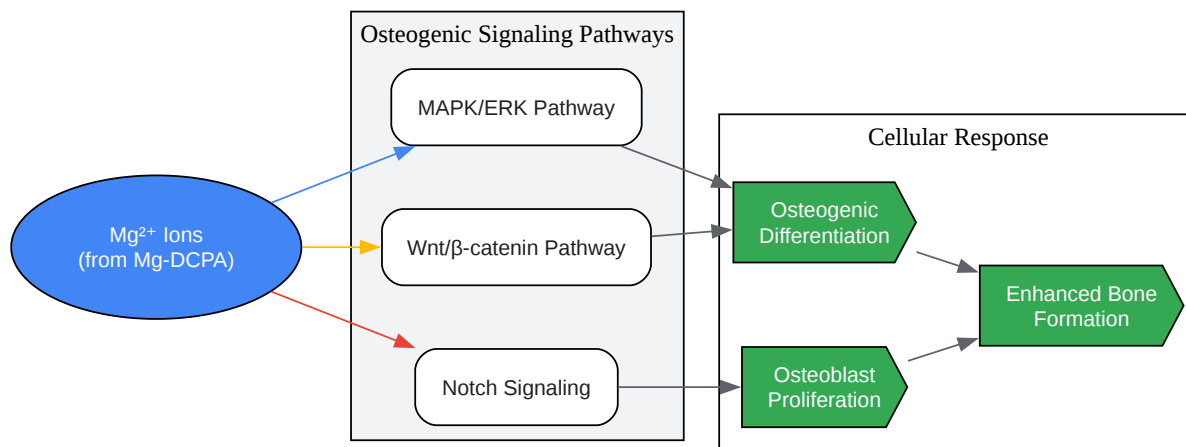 Osteogenic Signaling Pathways
MAPK/ERK Pathway
Cellular Response
Osteogenic
Differentiation
Mg²⁺ Ions
(from Mg-DCPA)
Wnt/β-catenin Pathway
Enhanced Bone
Formation
Notch Signaling
Osteoblast
Proliferation